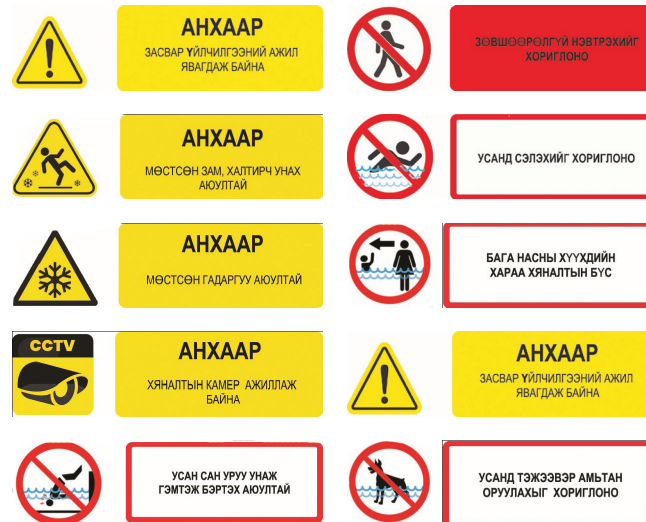 АНХААР
ЗАСВАР ҮЙЛЧИЛГЭЭНИЙ АЖИЛ
ЯВАГДАЖ БАЙНА
ЗӨВШӨӨРӨЛГҮЙ НЭВТРЭХИЙГ
ХОРИГЛОНО
АНХААР
МӨСТСӨН ЗАМ, ХАЛТИРЧ УНАХ
АЮУЛТАЙ
УСАНД СЭЛЭХИЙГ ХОРИГЛОНО
АНХААР
МӨСТСӨН ГАДАРГУУ АЮУЛТАЙ
БАГА НАСНЫ ХҮҮХДИЙН
ХАРАА ХЯНАЛТЫН БҮС
CCTV
АНХААР
ХЯНАЛТЫН КАМЕР АЖИЛЛАЖ
БАЙНА
АНХААР
ЗАСВАР ҮЙЛЧИЛГЭЭНИЙ АЖИЛ
ЯВАГДАЖ БАЙНА
УСАН САН УРУУ УНАЖ
ГЭМТЭЖ БЭРТЭХ АЮУЛТАЙ
УСАНД ТЭЖЭЭВЭР АМЬТАН
ОРУУЛАХЫГ ХОРИГЛОНО